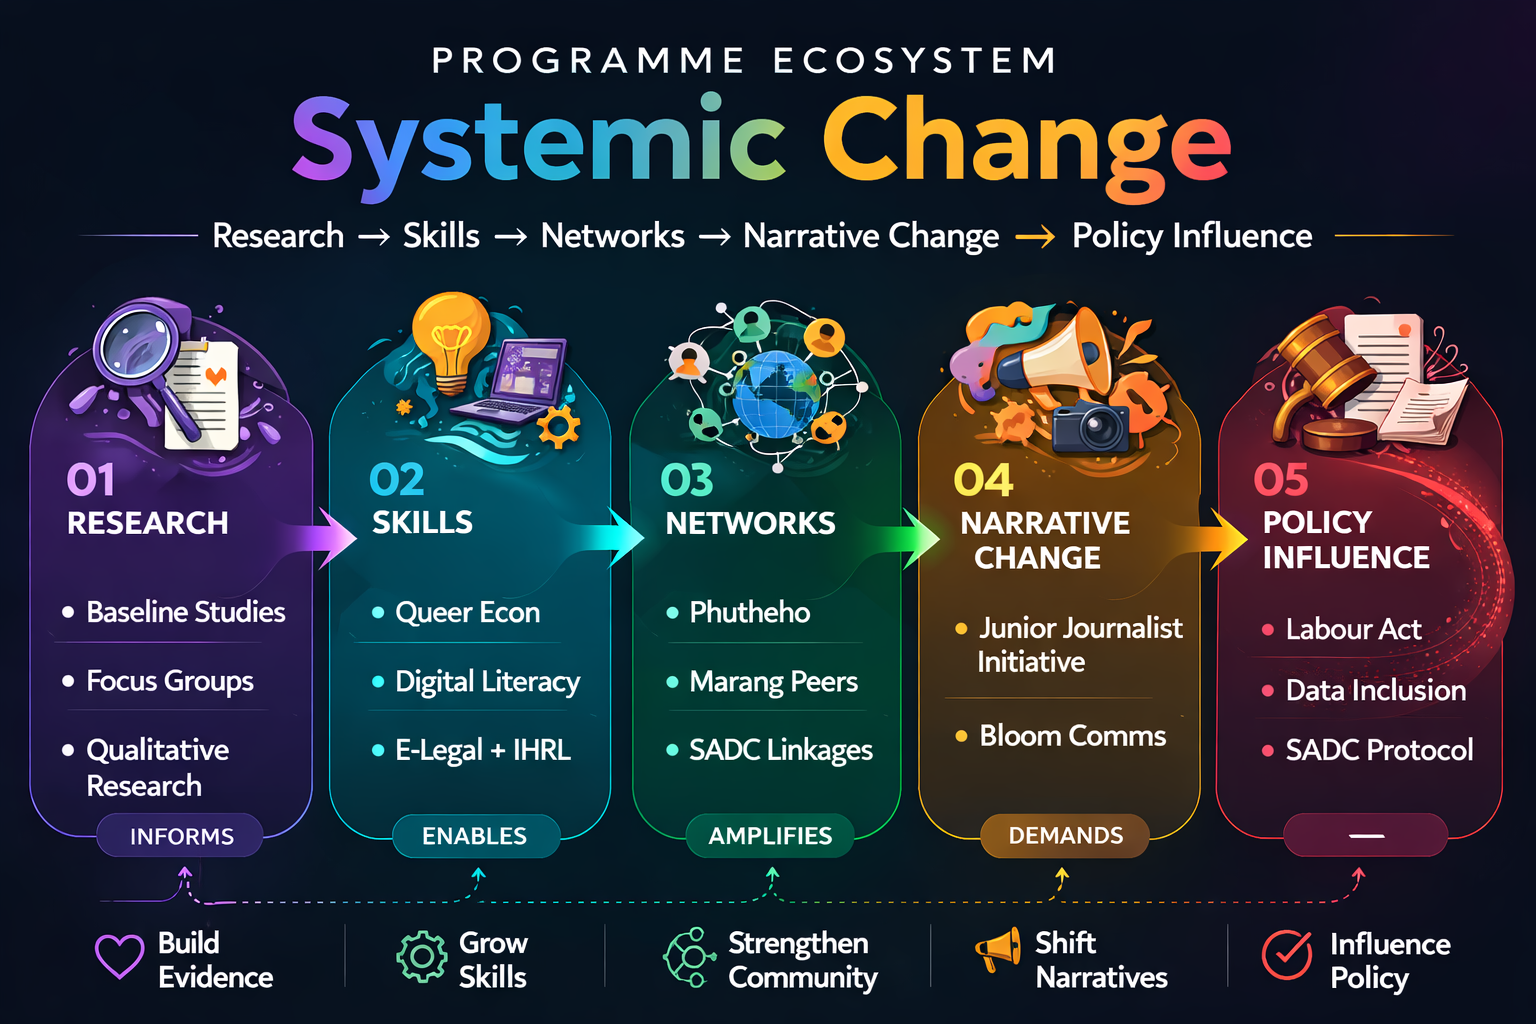 PROGRAMME ECOSYSTEM
Systemic Change
Research → Skills → Networks → Narrative Change → Policy Influence
01
RESEARCH
• Baseline Studies
• Focus Groups
• Qualitative
Research
INFORMS
02
SKILLS
• Queer Econ
• Digital Literacy
• E-Legal + IHRL
ENABLES
03
NETWORKS
• Phutheho
• Marang Peers
• SADC Linkages
AMPLIFIES
04
NARRATIVE
CHANGE
• Junior Journalist
Initiative
• Bloom Comms
DEMANDS
05
POLICY
INFLUENCE
• Labour Act
• Data Inclusion
• SADC Protocol
—
Build
Evidence
Grow
Skills
Strengthen
Community
Shift
Narratives
Influence
Policy